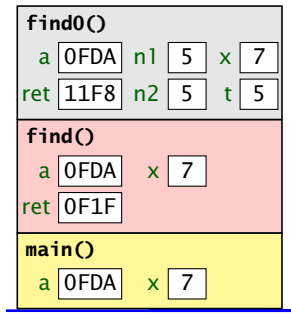 find0()
a 0FDA n1 5 x 7
ret 11F8 n2 5 t 5
find()
a 0FDA x 7
ret 0F1F
main()
a 0FDA x 7